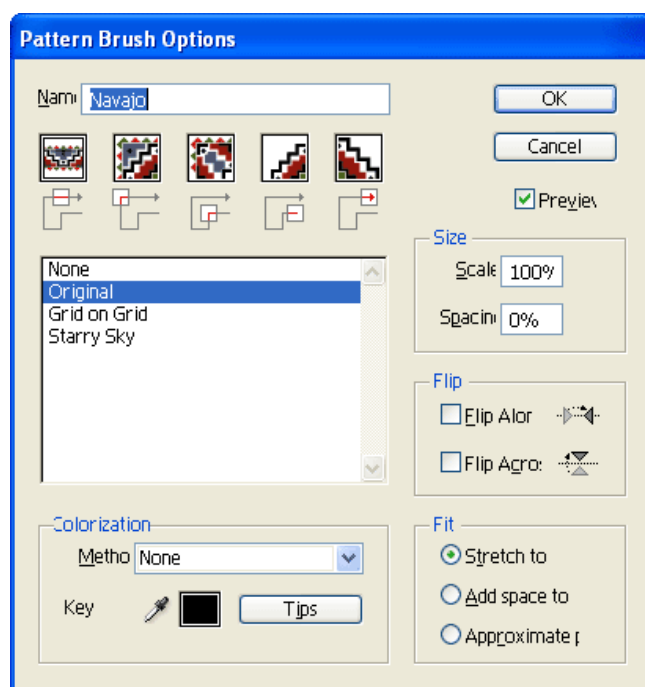 Pattern Brush Options
Nam Navajo
OK
Cancel
Previe
Size
Scale 100%
Spacin 0%
None
Original
Grid on Grid
Starry Sky
Flip
Flip Alor
Flip Acro
Colorization
Metho None
Key
Tips
Fit
Stretch to
Add space to
Approximate